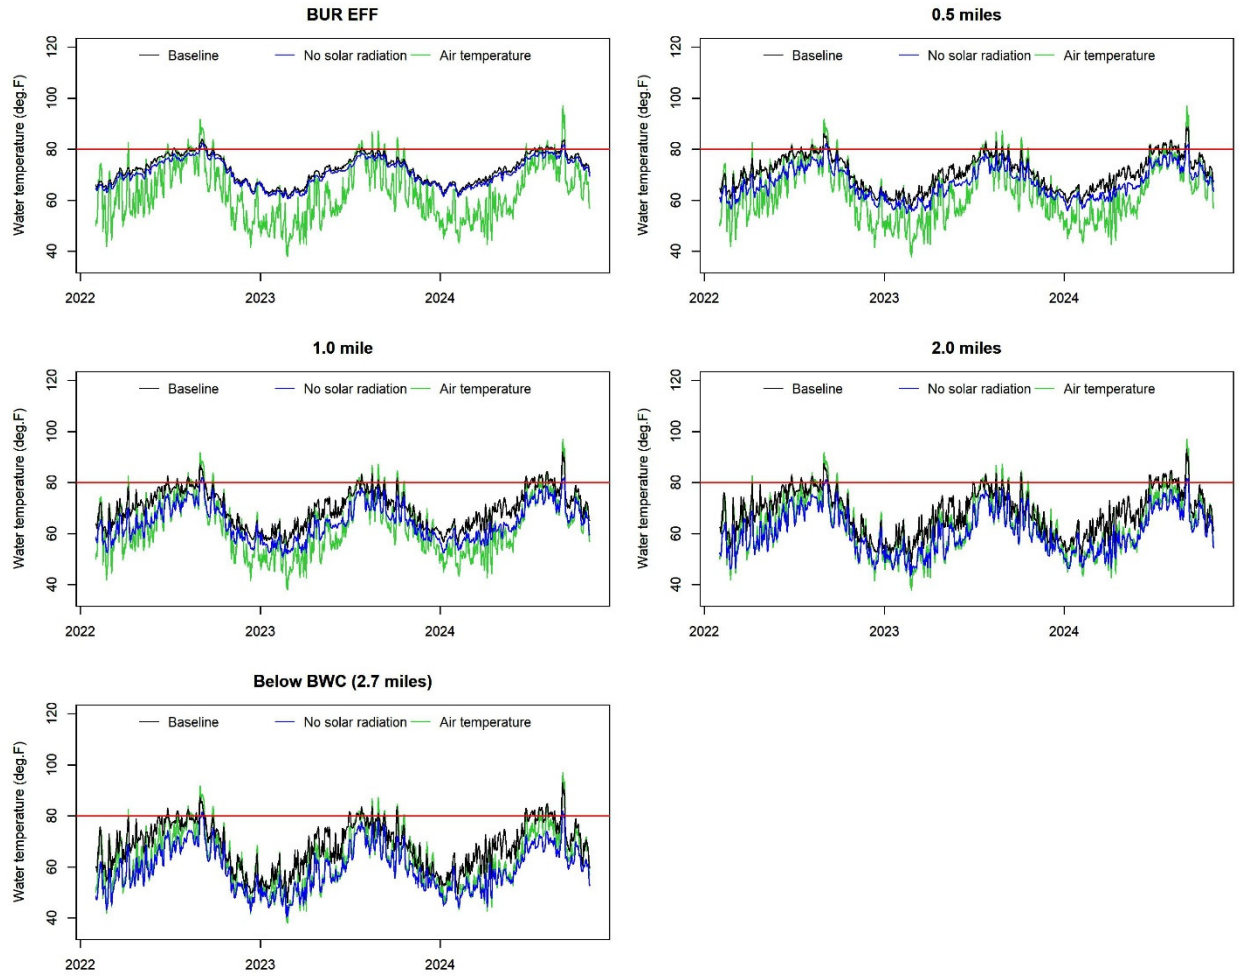 BUR EFF
Baseline No solar radiation Air temperature
Water temperature (deg.F)
120
100
80
60
40
2022 2023 2024
0.5 miles
Baseline No solar radiation Air temperature
Water temperature (deg.F)
120
100
80
60
40
2022 2023 2024
1.0 mile
Baseline No solar radiation Air temperature
Water temperature (deg.F)
120
100
80
60
40
2022 2023 2024
2.0 miles
Baseline No solar radiation Air temperature
Water temperature (deg.F)
120
100
80
60
40
2022 2023 2024
Below BWC (2.7 miles)
Baseline No solar radiation Air temperature
Water temperature (deg.F)
120
100
80
60
40
2022 2023 2024